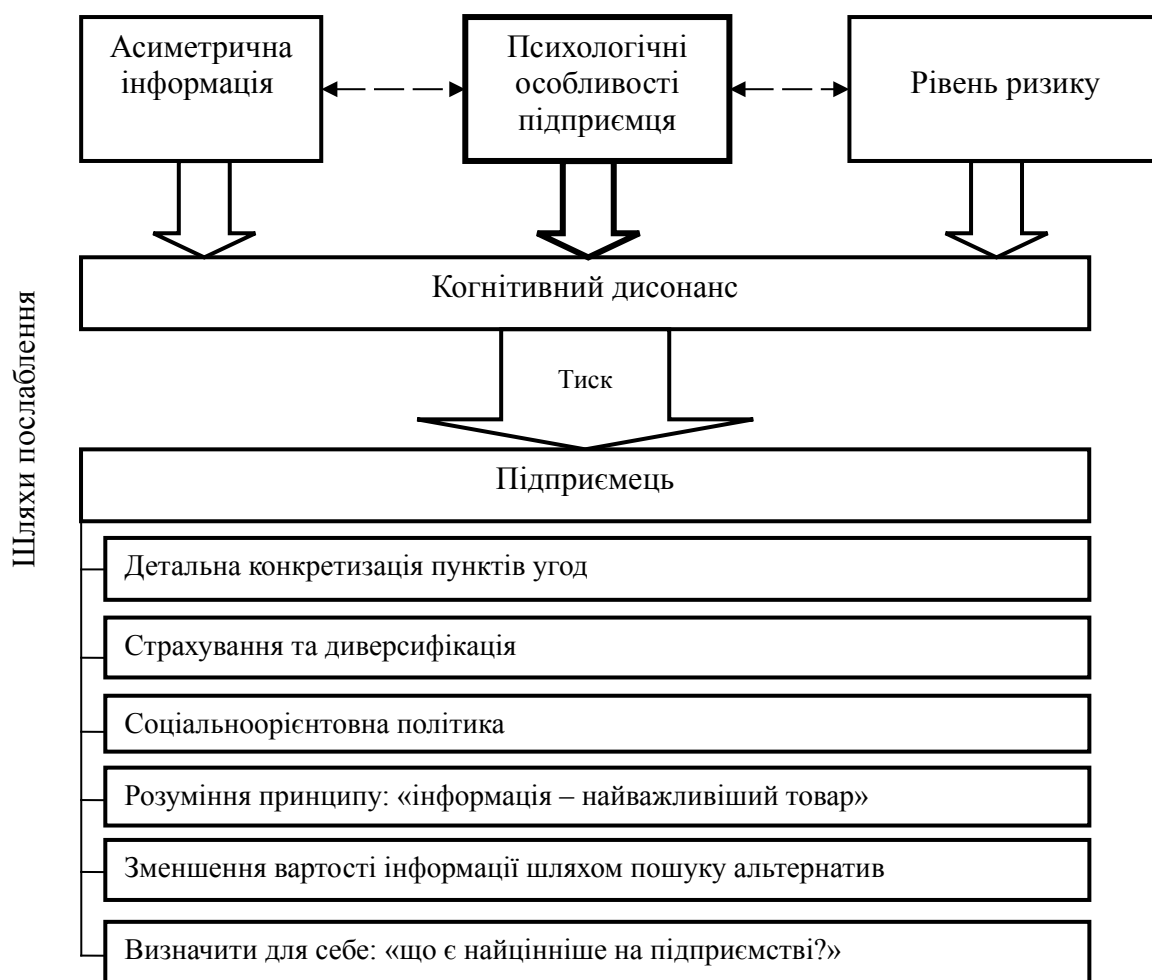 Асиметрична
інформація
Психологічні
особливості
підприємця
Рівень ризику
Когнітивний дисонанс
Тиск
Підприємець
Шляхи послаблення
Детальна конкретизація пунктів угод
Страхування та диверсифікація
Соціальноорієнтовна політика
Розуміння принципу: «інформація – найважливіший товар»
Зменшення вартості інформації шляхом пошуку альтернатив
Визначити для себе: «що є найцінніше на підприємстві?»